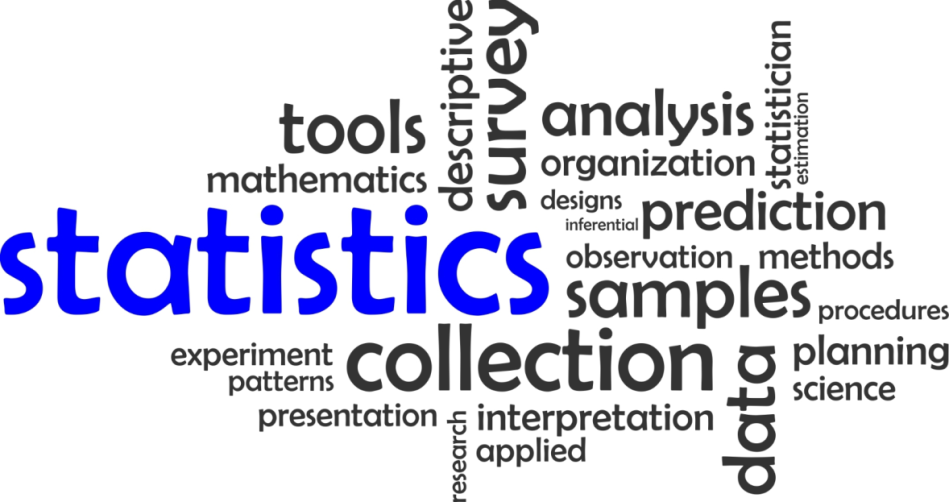 descriptive
survey
statistician
estimation
tools
analysis
mathematics
organization
designs
inferential
prediction
statistics
observation
methods
samples
procedures
experiment
collection
data
planning
patterns
science
presentation
research
interpretation
applied